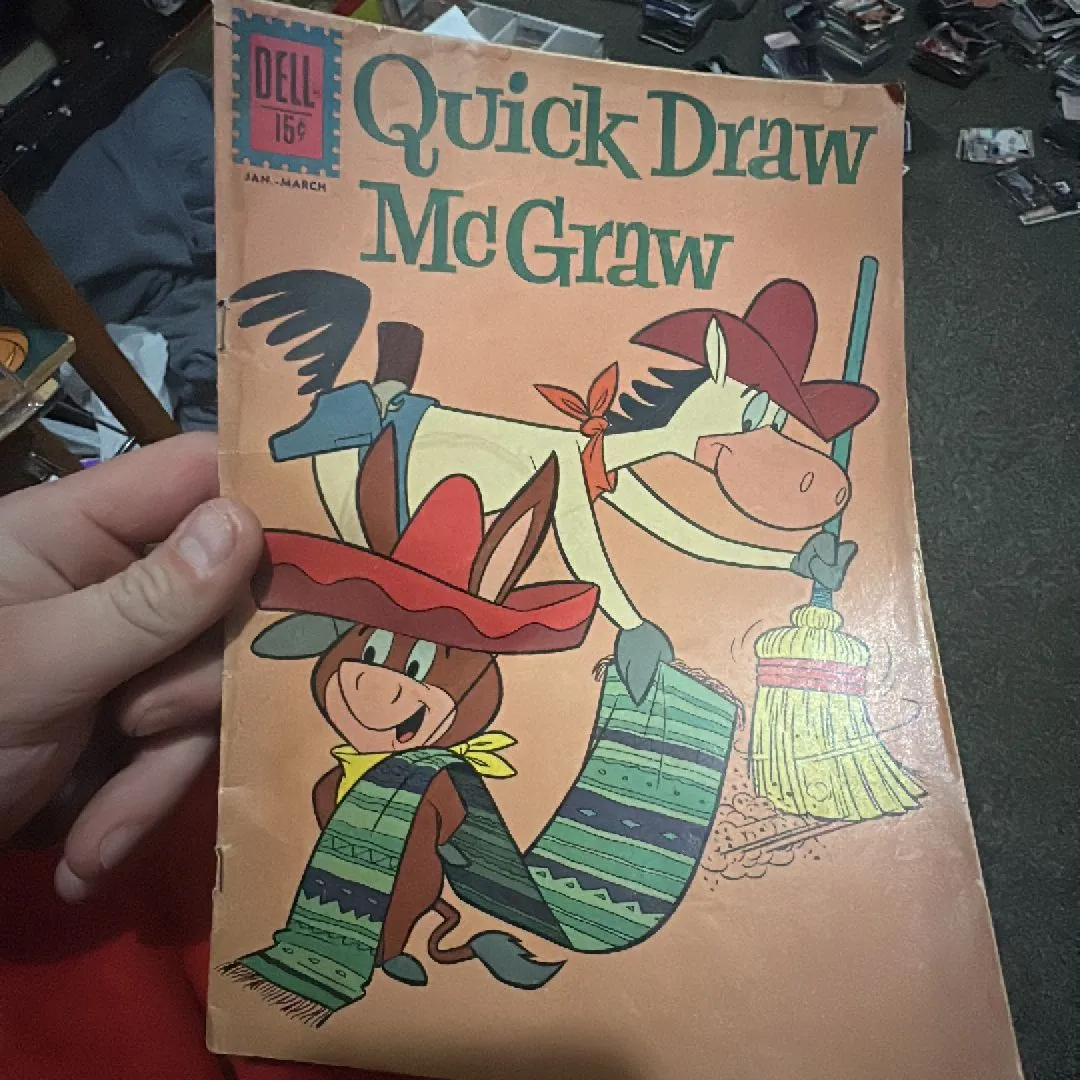 DELL
15¢
JAN.-MARCH
Quick Draw
McGraw